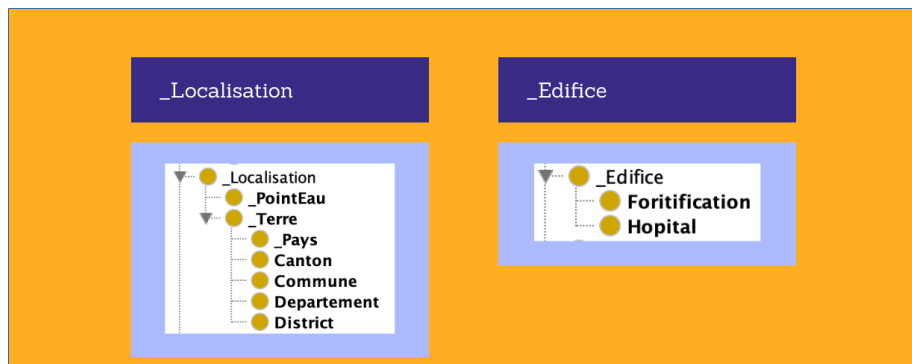 _Localisation
_Localisation
_PointEau
_Terre
_Pays
Canton
Commune
Departement
District
_Edifice
_Edifice
Foritification
Hopital